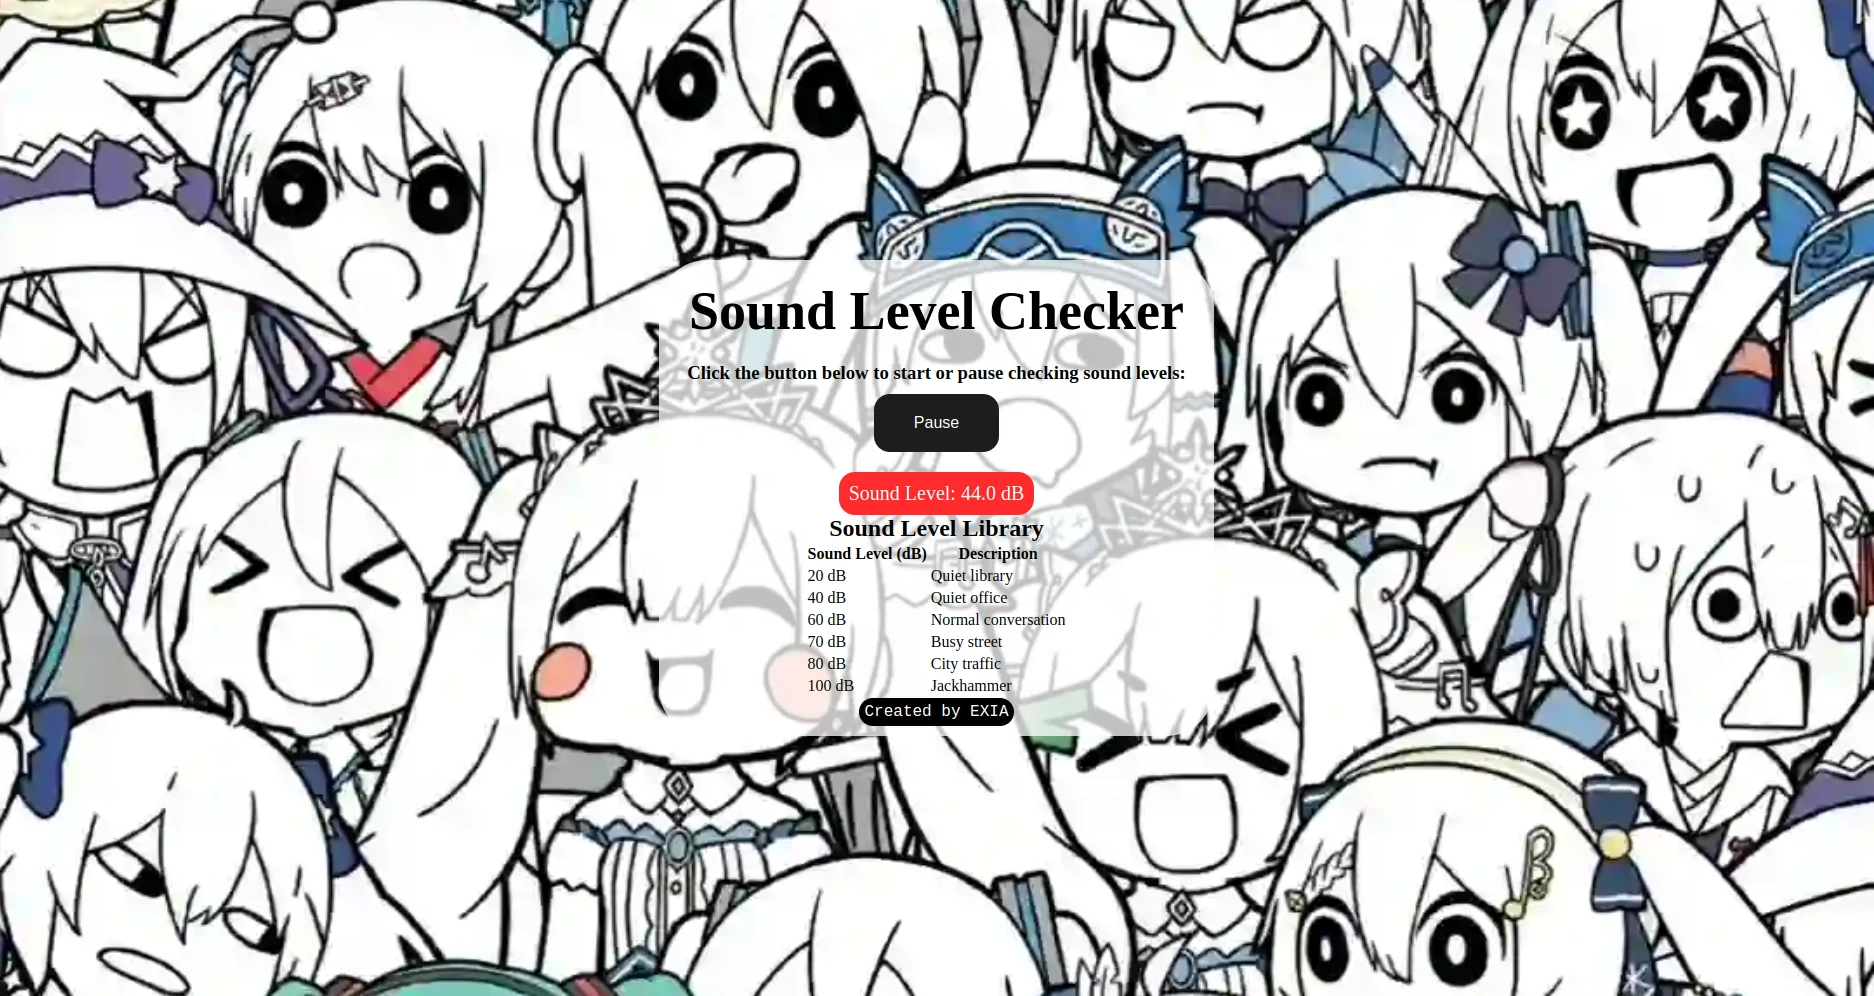 Sound Level Checker
Click the button below to start or pause checking sound levels:
Pause
Sound Level: 44.0 dB
Sound Level Library
Sound Level (dB) Description
20 dB Quiet library
40 dB Quiet office
60 dB Normal conversation
70 dB Busy street
80 dB City traffic
100 dB Jackhammer
Created by EXIA